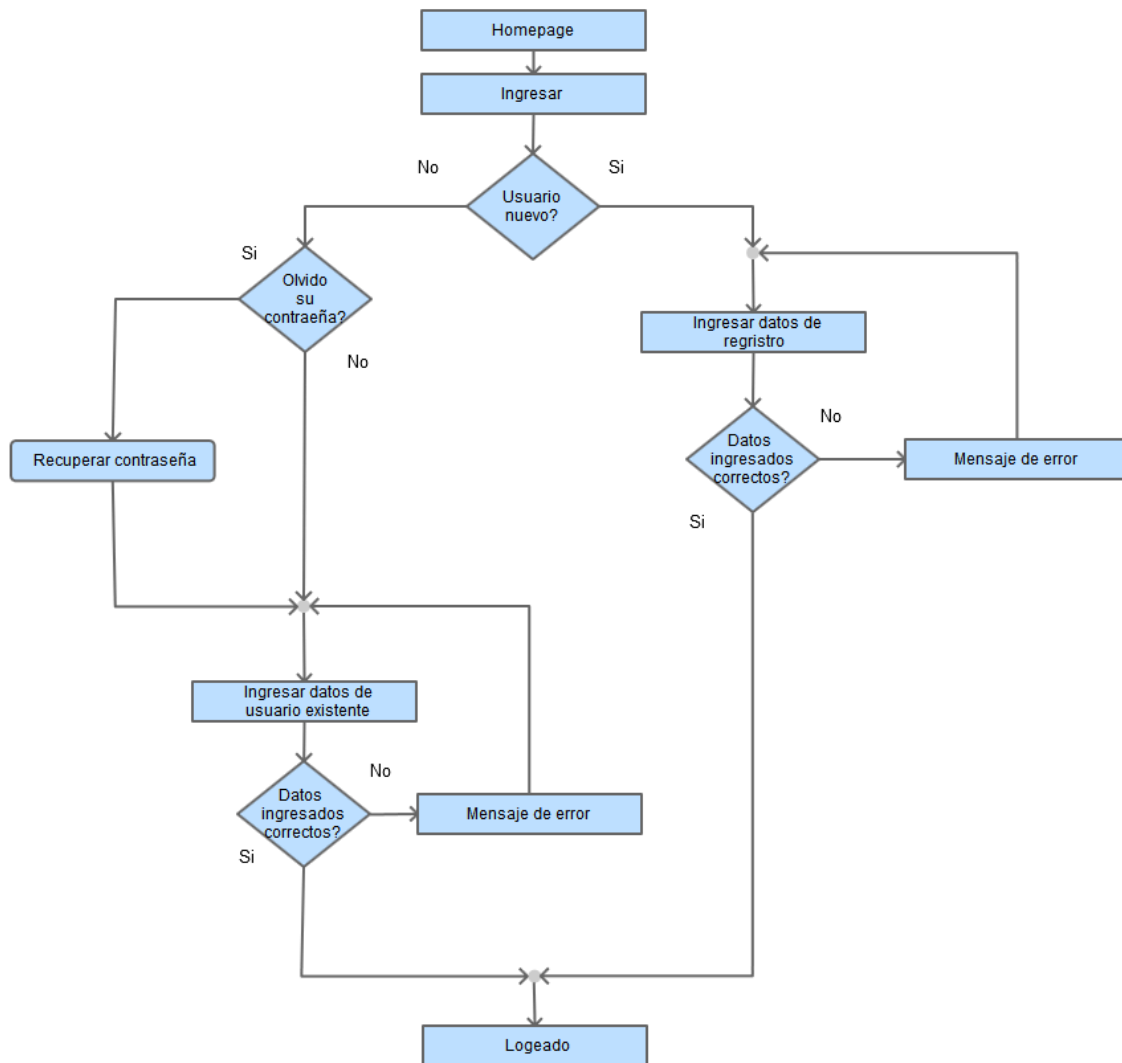 Homepage
Ingresar
No
Si
Usuario
nuevo?
Si
Olvido
su
contraeña?
No
Ingresar datos de
regristro
Recuperar contraseña
Datos
ingresados
correctos?
No
Mensaje de error
Si
Ingresar datos de
usuario existente
Datos
ingresados
correctos?
No
Mensaje de error
Si
Logeado